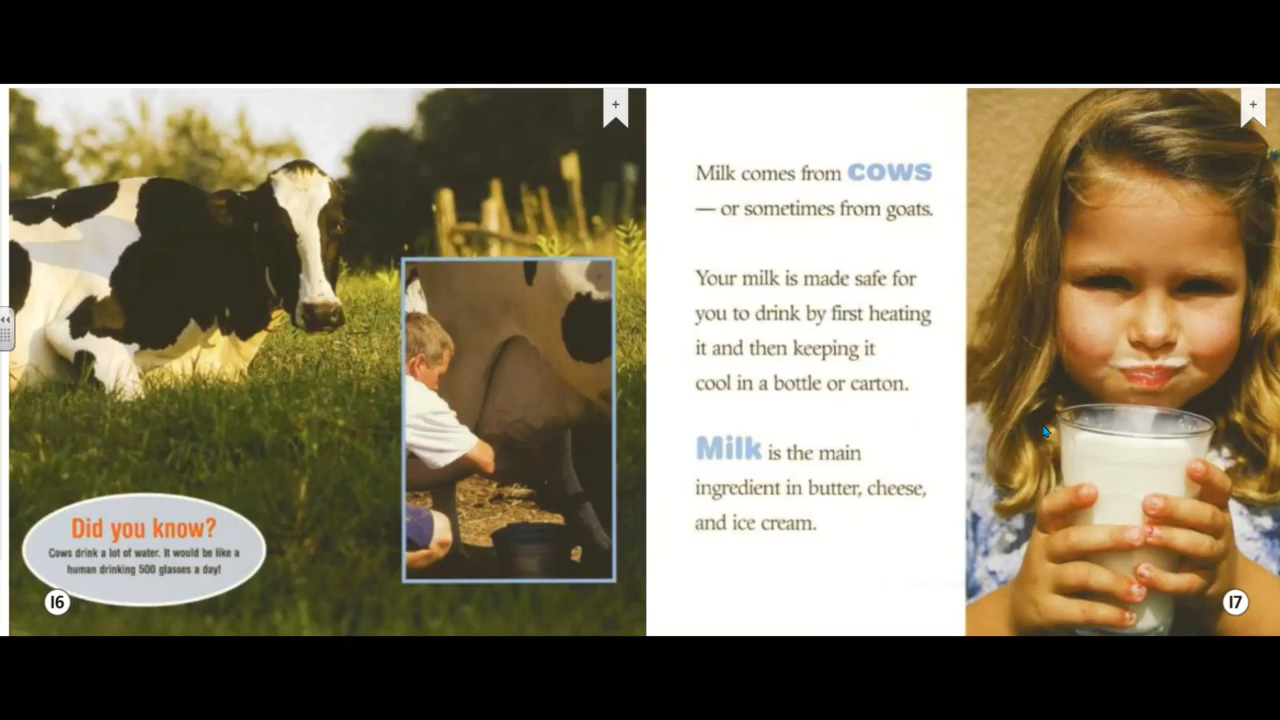 Did you know?
Cows drink a lot of water. It would be like a
human drinking 500 glasses a day!
16
Milk comes from cows
— or sometimes from goats.
Your milk is made safe for
you to drink by first heating
it and then keeping it
cool in a bottle or carton.
Milk is the main
ingredient in butter, cheese,
and ice cream.
17